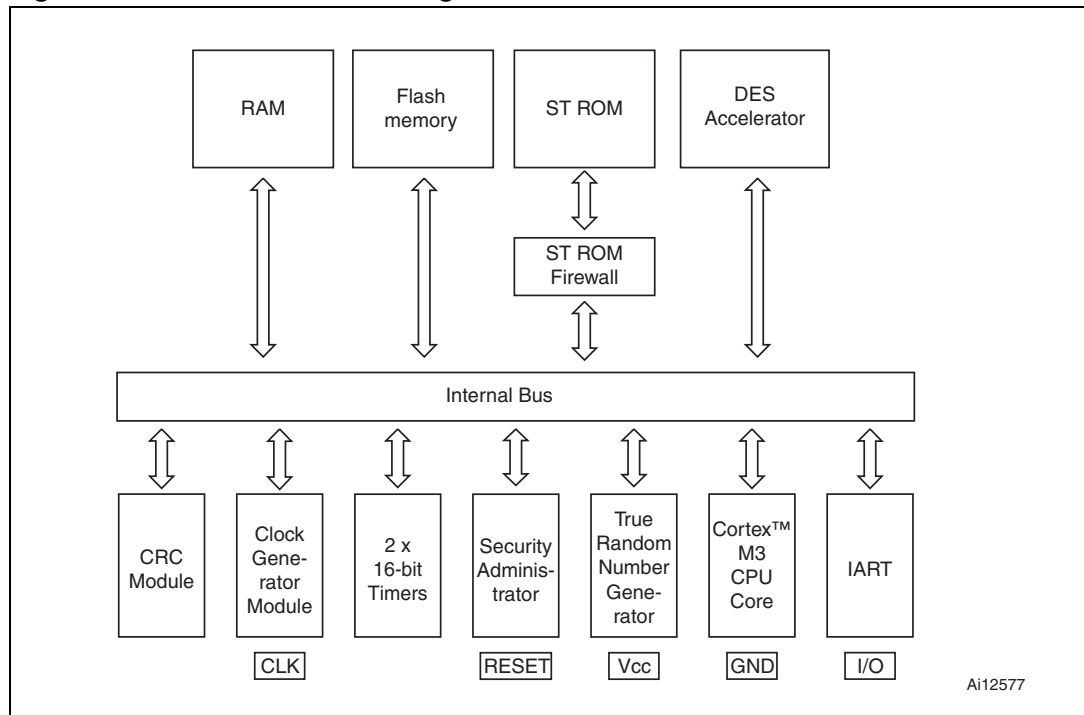 RAM
Flash
memory
ST ROM
DES
Accelerator
ST ROM
Firewall
Internal Bus
CRC
Module
Clock
Gene-
rator
Module
2 x
16-bit
Timers
Security
Adminis-
trator
True
Random
Number
Gene-
rator
Cortex™
M3
CPU
Core
IART
CLK
RESET
Vcc
GND
I/O
Ai12577